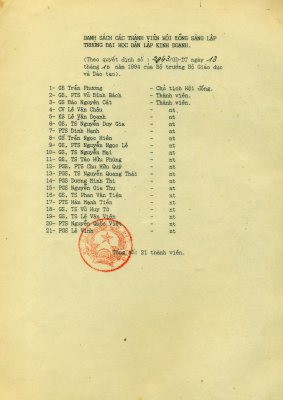 DANH SÁCH CÁC THÀNH VIÊN HỘI ĐỒNG SÁNG LẬP
TRƯỜNG ĐẠI HỌC DÂN LẬP KINH DOANH.
(Theo quyết định số : 2943/GD-DT ngày 13
tháng 10 năm 1994 của Bộ trưởng Bộ Giáo dục
và Đào tạo).
1- GS Trần Phương - Chủ tịch Hội đồng.
2- GS, PTS Vũ Đình Bách - Thành viên.
3- GS Đào Nguyên Cát - Thành viên.
4- CV Lê Văn Châu - nt
5- KS Lê Văn Doanh - nt
6- GS, TS Nguyễn Duy Gia - nt
7- PTS Đinh Hạnh - nt
8- GS Trần Ngọc Hiên - nt
9- GS, PTS Nguyễn Ngọc Lê - nt
10- GS, TS Nguyễn Mại - nt
11- GS, TS Tào Hữu Phùng - nt
12- PGS, PTS Chu Hữu Quý - nt
13- PGS, TS Nguyễn Quang Thái - nt
14- PGS Dương Minh Thi - nt
15- PGS Nguyễn Gia Thụ - nt
16- GS, TS Phan Văn Tiệm - nt
17- PTS Hàn Mạnh Tiến - nt
18- GS, TS Vũ Huy Từ - nt
19- GS, TS Lê Văn Viện - nt
20- PTS Nguyễn Quốc Việt - nt
21- PGS Lê Vinh - nt
Tổng số: 21 thành viên.